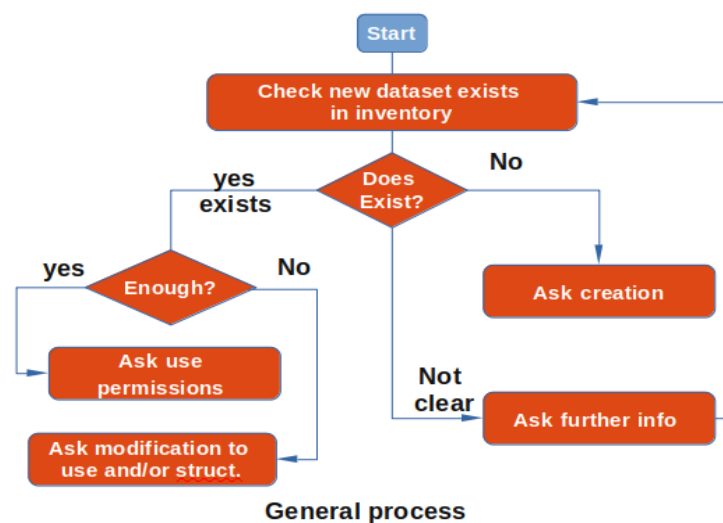 Start
Check new dataset exists
in inventory
Does
Exist?
No
yes
exists
yes
Enough?
No
Ask creation
Ask use
permissions
Not
clear
Ask further info
Ask modification to
use and/or struct.
General process